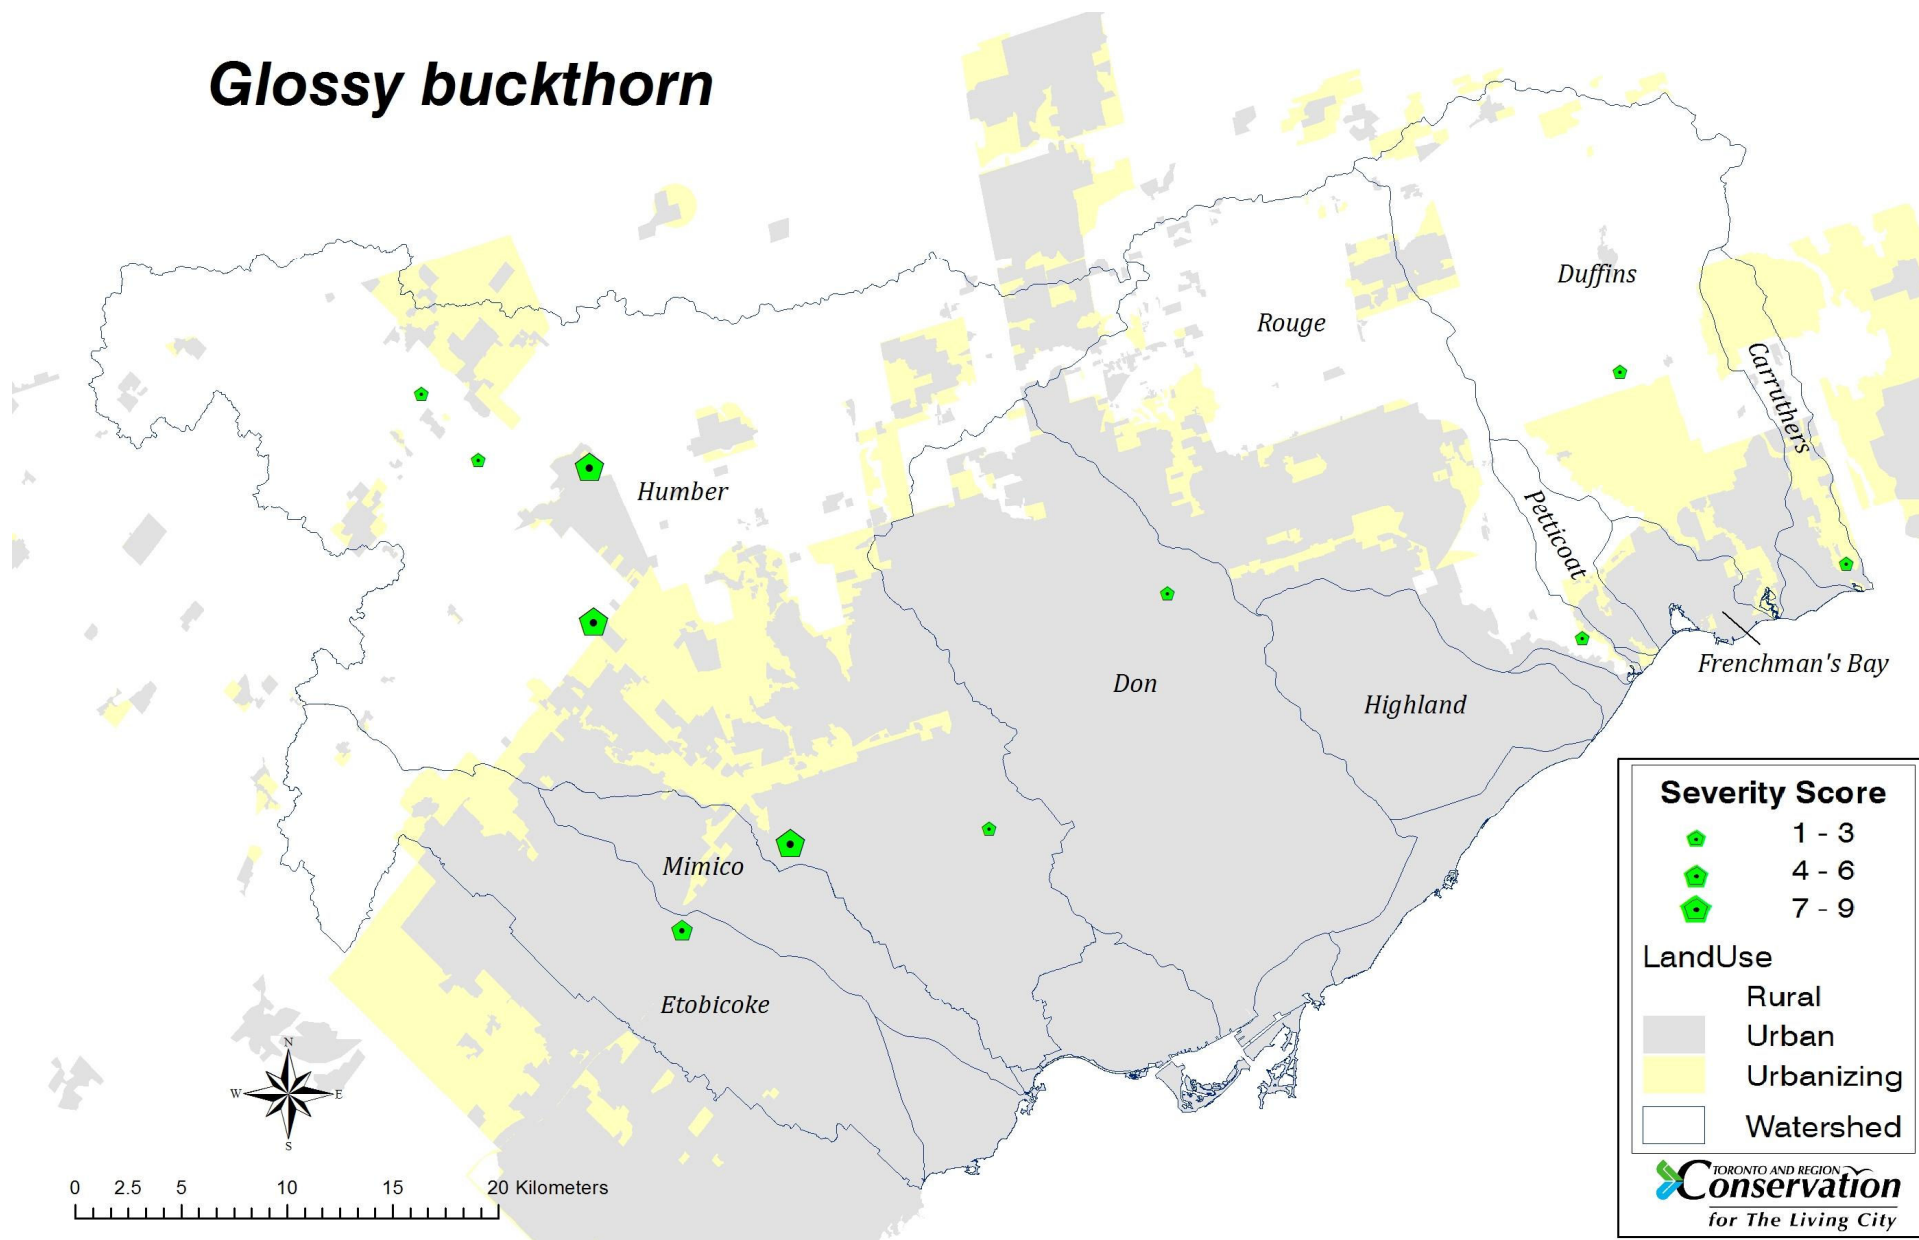 Glossy buckthorn
Duffins
Rouge
Carruthers
Humber
Petticoat
Frenchman's Bay
Don
Highland
Mimico
Etobicoke
N
W
E
S
0 2.5 5 10 15 20 Kilometers
Severity Score
1 - 3
4 - 6
7 - 9
LandUse
Rural
Urban
Urbanizing
Watershed
TORONTO AND REGION
Conservation
for The Living City